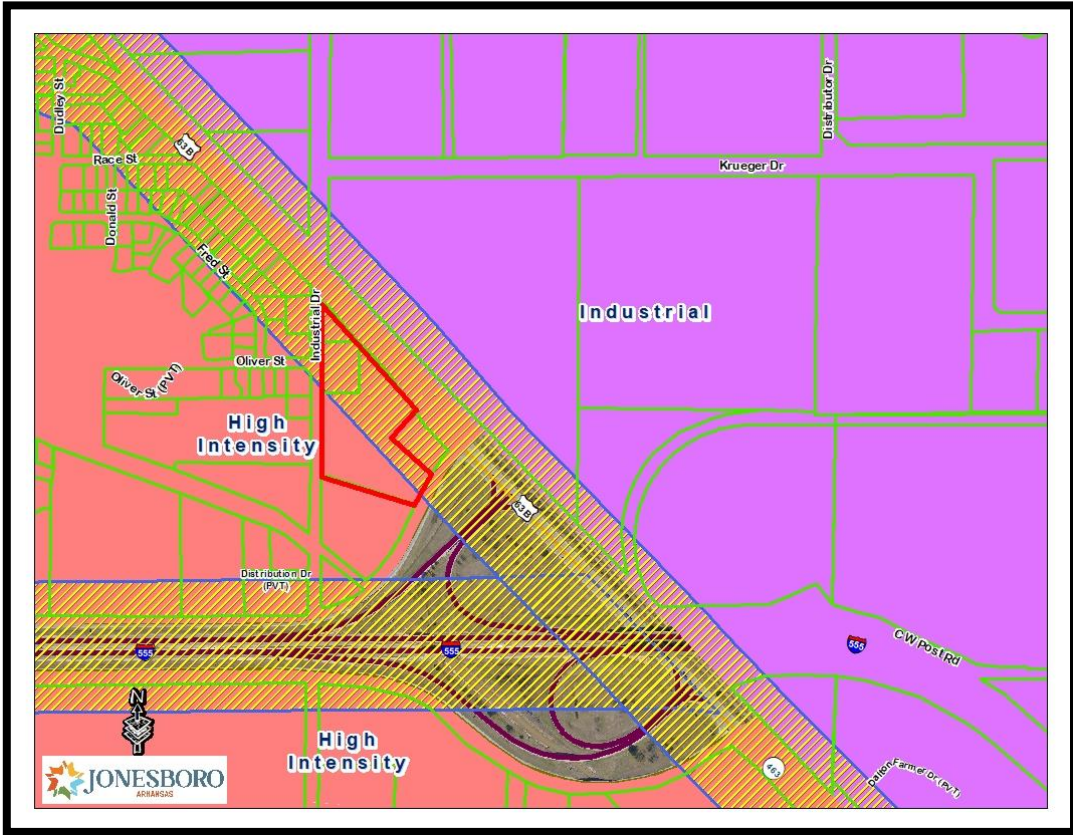 Dudley St
63 B
Race St
Donald St
Fred St
Industrial Dr
Oliver St
Oliver St (PVT)
High
Intensity
Distributor Dr
Krueger Dr
Industrial
63 B
Distribution Dr
(PVT)
555
555
555
C W Post Rd
N
High
Intensity
463
Dalton Farmer Dr (PVT)
JONESBORO
ARKANSAS